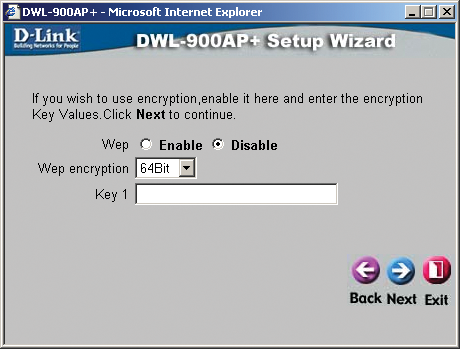 DWL-900AP+ - Microsoft Internet Explorer
D-Link
Building Networks for People
DWL-900AP+ Setup Wizard
If you wish to use encryption,enable it here and enter the encryption
Key Values.Click Next to continue.
Wep Enable Disable
Wep encryption 64Bit
Key 1
Back Next Exit